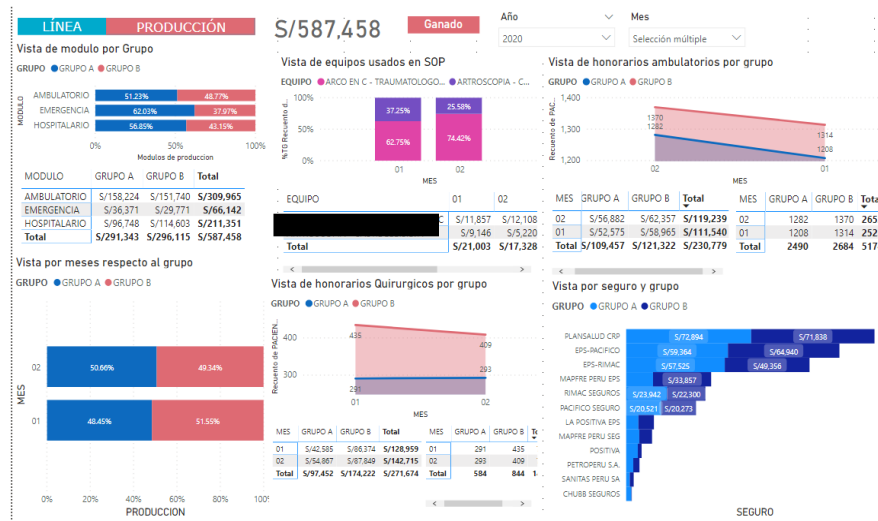 LÍNEA PRODUCCIÓN
S/587,458
Ganado
Año
2020
Mes
Selección múltiple
Vista de modulo por Grupo
GRUPO GRUPO A GRUPO B
MODULO
AMBULATORIO 51.23% 48.77%
EMERGENCIA 62.03% 37.97%
HOSPITALARIO 56.85% 43.15%
0% 50% 100%
Modulos de produccion
MODULO GRUPO A GRUPO B Total
AMBULATORIO S/158,224 S/151,740 S/309,965
EMERGENCIA S/36,371 S/29,771 S/66,142
HOSPITALARIO S/96,748 S/114,603 S/211,351
Total S/291,343 S/296,115 S/587,458
Vista por meses respecto al grupo
GRUPO GRUPO A GRUPO B
MES
02 50.66% 49.34%
01 48.45% 51.55%
0% 20% 40% 60% 80% 100%
PRODUCCION
Vista de equipos usados en SOP
EQUIPO ARCO EN C - TRAUMATOLOGO... ARTROSCOPIA - C...
%TG Recuento d...
100%
50%
0%
37.25% 25.58%
62.75% 74.42%
01 02
MES
EQUIPO 01 02
C S/11,857 S/12,108
S/9,146 S/5,220
Total S/21,003 S/17,328
Vista de honorarios Quirurgicos por grupo
GRUPO GRUPO A GRUPO B
Recuento de PACIEN...
400
300
435 409
291 293
01 02
MES
MES GRUPO A GRUPO B Total
01 S/42,585 S/86,374 S/128,959
02 S/54,867 S/87,849 S/142,715
Total S/97,452 S/174,222 S/271,674
MES GRUPO A GRUPO B
01 291 435
02 293 409
Total 584 844
Vista de honorarios ambulatorios por grupo
GRUPO GRUPO A GRUPO B
Recuento de PAC...
1,400
1,300
1,200
1370 1314
1282 1208
02 01
MES
MES GRUPO A GRUPO B Total
02 S/56,882 S/62,357 S/119,239
01 S/52,575 S/58,965 S/111,540
Total S/109,457 S/121,322 S/230,779
MES GRUPO A GRUPO B Tota
02 1282 1370 265
01 1208 1314 252
Total 2490 2684 517
Vista por seguro y grupo
GRUPO GRUPO A GRUPO B
PLANSALUD CRP S/72,894 S/71,838
EPS-PACIFICO S/59,364 S/64,940
EPS-RIMAC S/57,525 S/49,356
MAPFRE PERU EPS S/33,857
RIMAC SEGUROS S/23,942 S/22,300
PACIFICO SEGURO S/20,521 S/20,273
LA POSITIVA EPS
MAPFRE PERU SEG
POSITIVA
PETROPERU S.A.
SANITAS PERU SA
CHUBB SEGUROS
SEGURO